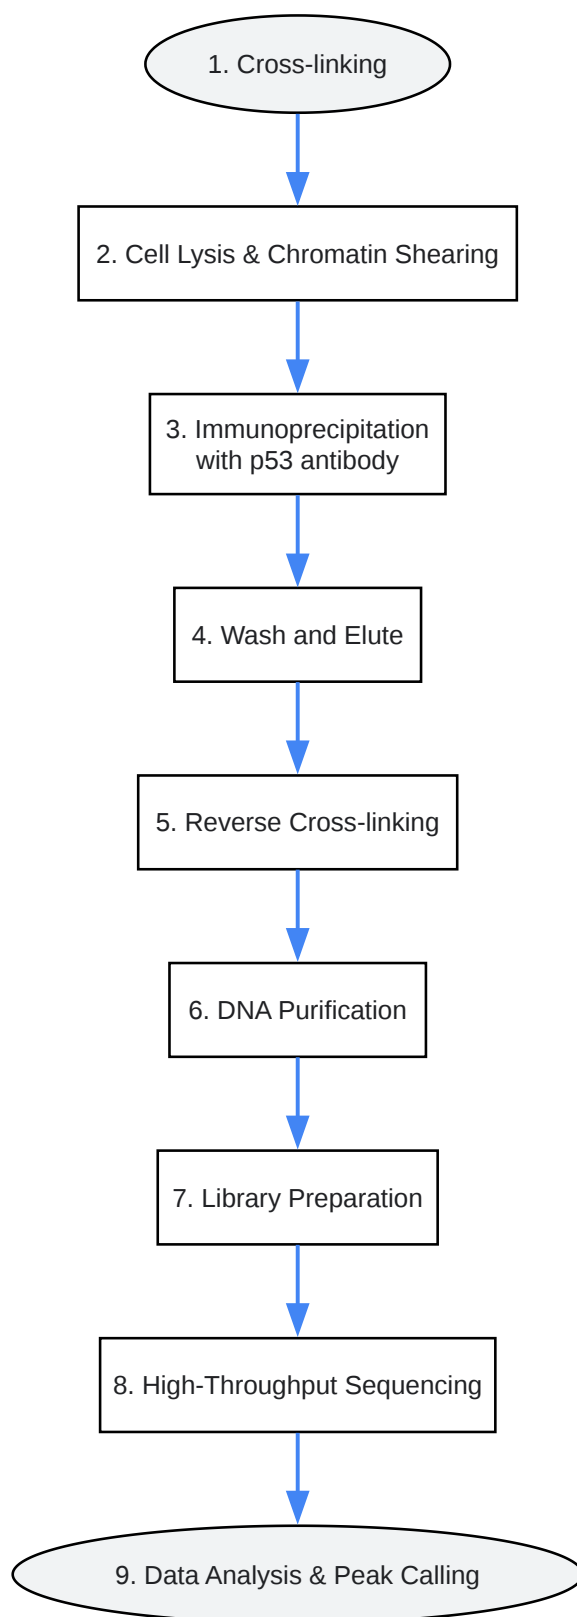 1. Cross-linking
2. Cell Lysis & Chromatin Shearing
3. Immunoprecipitation
with p53 antibody
4. Wash and Elute
5. Reverse Cross-linking
6. DNA Purification
7. Library Preparation
8. High-Throughput Sequencing
9. Data Analysis & Peak Calling